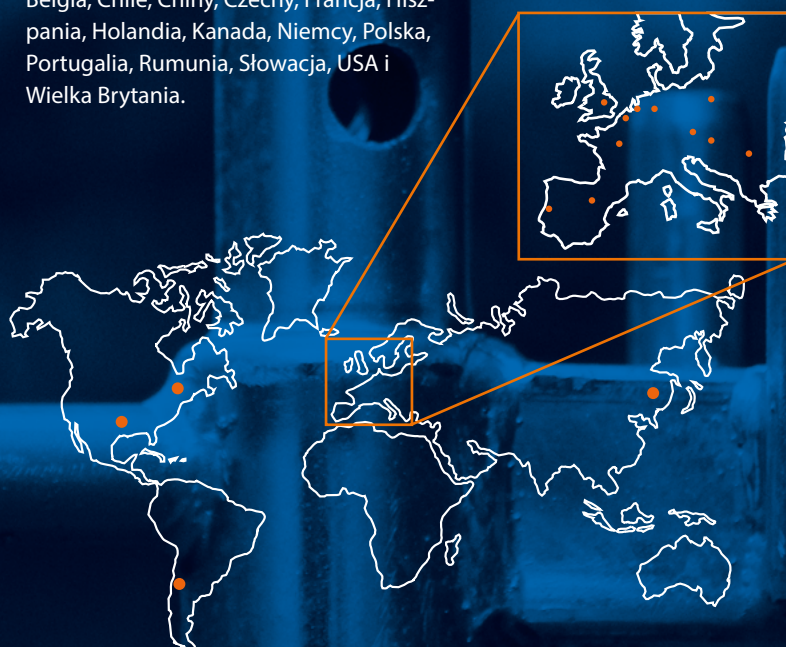 Belgia, Chile, Chiny, Czechy, Francja, Hisz-
pania, Holandia, Kanada, Niemcy, Polska,
Portugalia, Rumunia, Słowacja, USA i
Wielka Brytania.